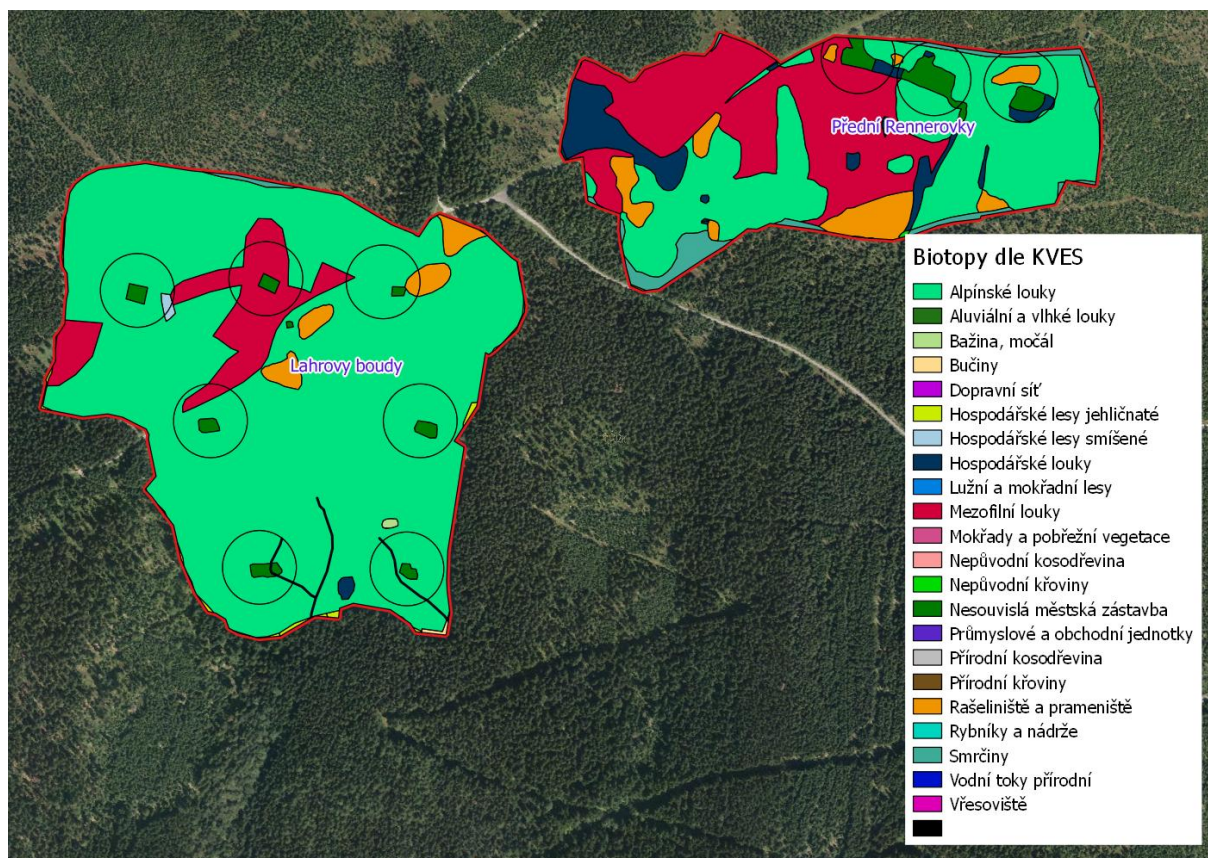 Přední Rennerovky
Lahrovy boudy
Biotopy dle KVES
Alpínské louky
Aluviální a vlhké louky
Bažina, močál
Bučiny
Dopravní síť
Hospodářské lesy jehličnaté
Hospodářské lesy smíšené
Hospodářské louky
Lužní a mokřadní lesy
Mezofilní louky
Mokřady a pobřežní vegetace
Nepůvodní kosodřevina
Nepůvodní křoviny
Nesouvislá městská zástavba
Průmyslové a obchodní jednotky
Přírodní kosodřevina
Přírodní křoviny
Rašeliniště a prameniště
Rybníky a nádrže
Smrčiny
Vodní toky přírodní
Vřesoviště